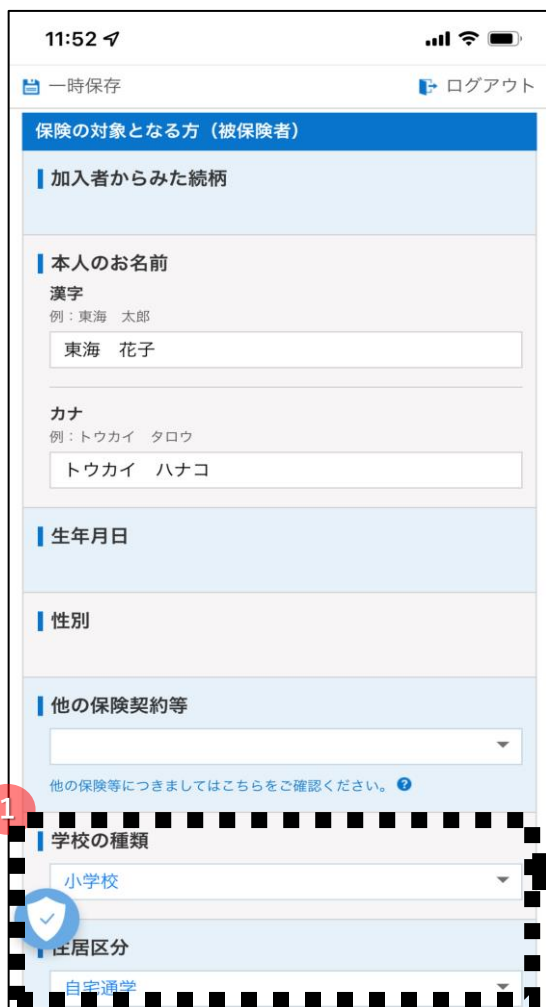 11:52
一時保存 ログアウト
保険の対象となる方（被保険者）
加入者からみた続柄
本人のお名前
漢字
例：東海　太郎
東海　花子
カナ
例：トウカイ　タロウ
トウカイ　ハナコ
生年月日
性別
他の保険契約等
他の保険等につきましてはこちらをご確認ください。
1
学校の種類
小学校
住居区分
自宅通学